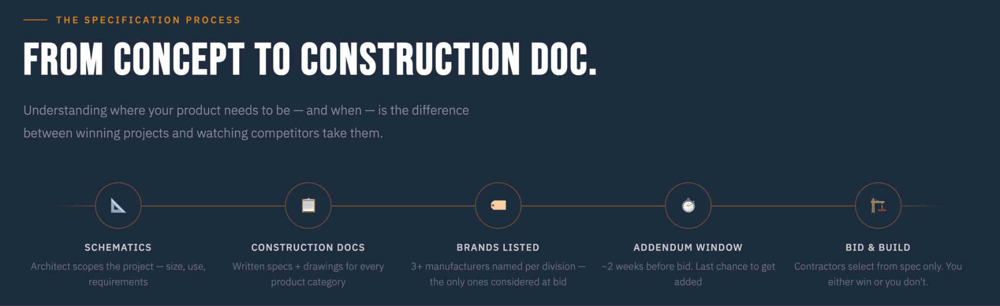 THE SPECIFICATION PROCESS
FROM CONCEPT TO CONSTRUCTION DOC.
Understanding where your product needs to be — and when — is the difference
between winning projects and watching competitors take them.
SCHEMATICS
Architect scopes the project — size, use,
requirements
CONSTRUCTION DOCS
Written specs + drawings for every
product category
BRANDS LISTED
3+ manufacturers named per division —
the only ones considered at bid
ADDENDUM WINDOW
~2 weeks before bid. Last chance to get
added
BID & BUILD
Contractors select from spec only. You
either win or you don't.